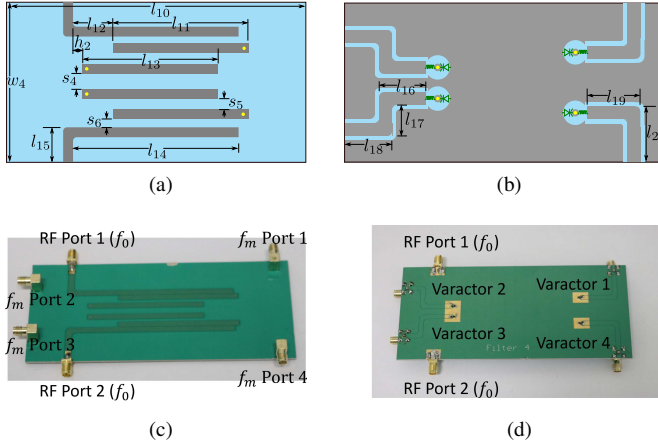 l10
l12
l11
h2
l13
w4
s4
s5
s6
l15
l14
(a)
l16
l19
l17
l18
l2
(b)
RF Port 1 (f0)
fm Port 1
fm Port 2
fm Port 3
RF Port 2 (f0)
fm Port 4
(c)
RF Port 1 (f0)
Varactor 2
Varactor 1
Varactor 3
Varactor 4
Filter 4
RF Port 2 (f0)
(d)